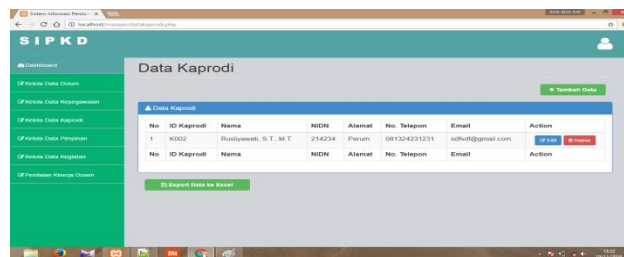 Sistem Informasi Penilai
localhost/
SIPKD
Dashboard
Kelola Data Dosen
Kelola Data Kepegawaian
Kelola Data Kaprodi
Kelola Data Pimpinan
Kelola Data Kegiatan
Penilaian Kinerja Dosen
Data Kaprodi
+ Tambah Data
Data Kaprodi
No ID Kaprodi Nama NIDN Alamat No. Telepon Email Action
1 K002 Rusliyawati, S.T., M.T 214234 Perum 081324231231 sdfsdf@gmail.com Edit Hapus
No ID Kaprodi Nama NIDN Alamat No. Telepon Email Action
Export Data ke Excel